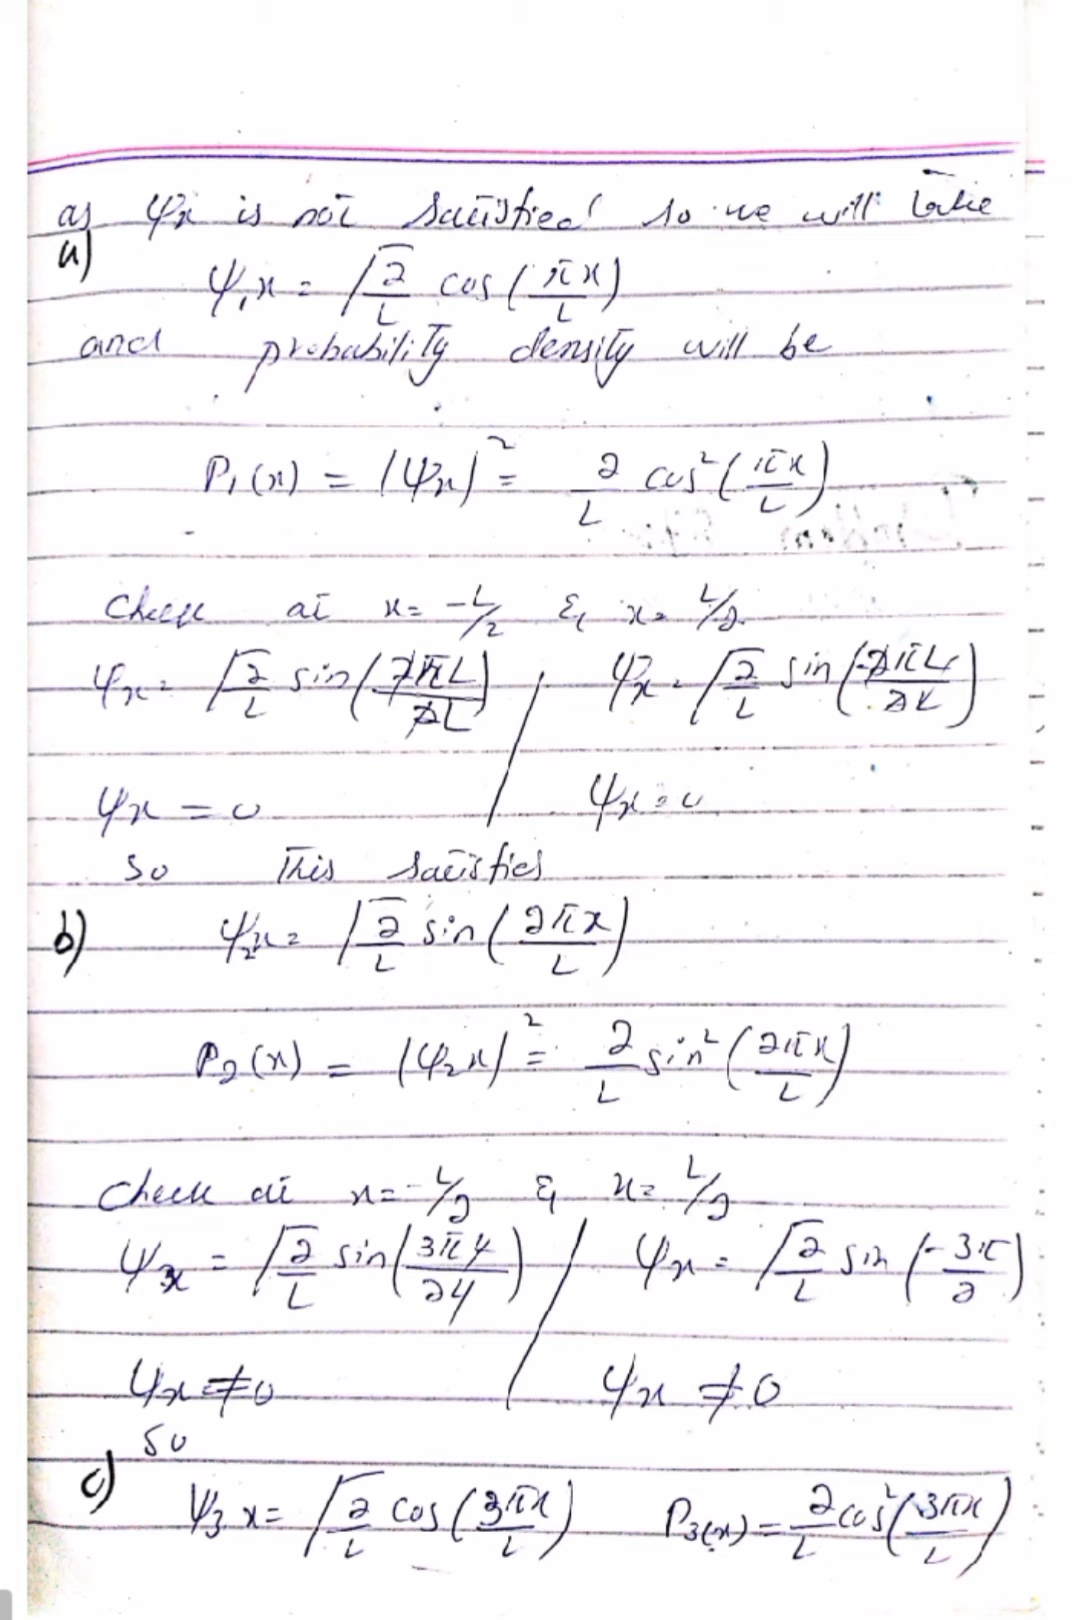 as ψx is not satisfied so we will take
a)
ψ₁x = √(2/L) cos (πx/L)
and probability density will be
P₁(x) = |ψx|² = 2/L cos² (πx/L)
Check at x = -L/2 & x = L/2
ψx = √(2/L) sin (2πL/2L) / ψx = √(2/L) sin (-2πL/2L)
ψx = 0 / ψx = 0
so This satisfies
b) ψ₂x = √(2/L) sin (2πx/L)
P₂(x) = |ψ₂x|² = 2/L sin² (2πx/L)
Check at x = -L/2 & x = L/2
ψx = √(2/L) sin (3πL/2L) / ψx = √(2/L) sin (-3π/2)
ψx ≠ 0 / ψx ≠ 0
so
c) ψ₃x = √(2/L) cos (3πx/L) P₃(x) = 2/L cos² (3πx/L)